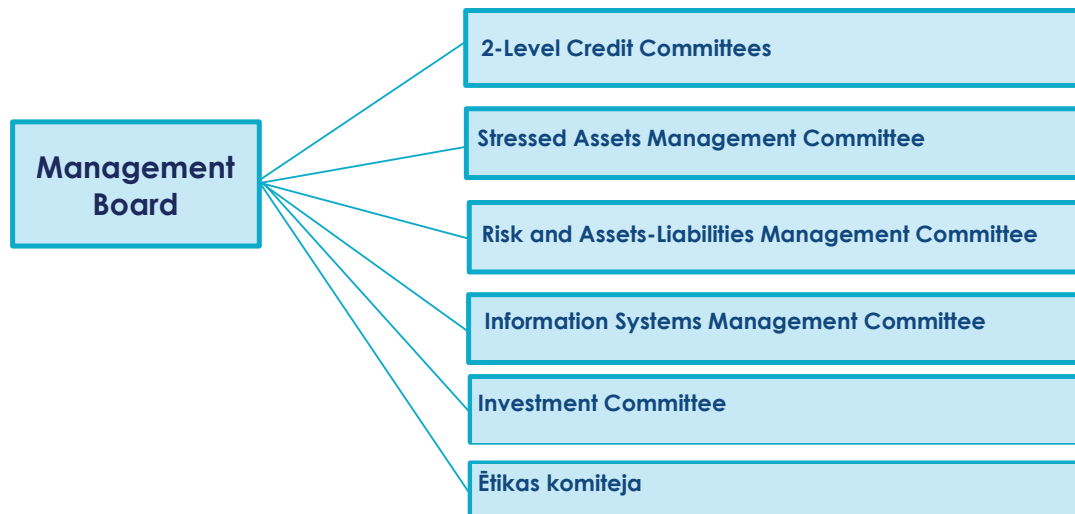 2-Level Credit Committees
Stressed Assets Management Committee
Management
Board
Risk and Assets-Liabilities Management Committee
Information Systems Management Committee
Investment Committee
Ētikas komiteja